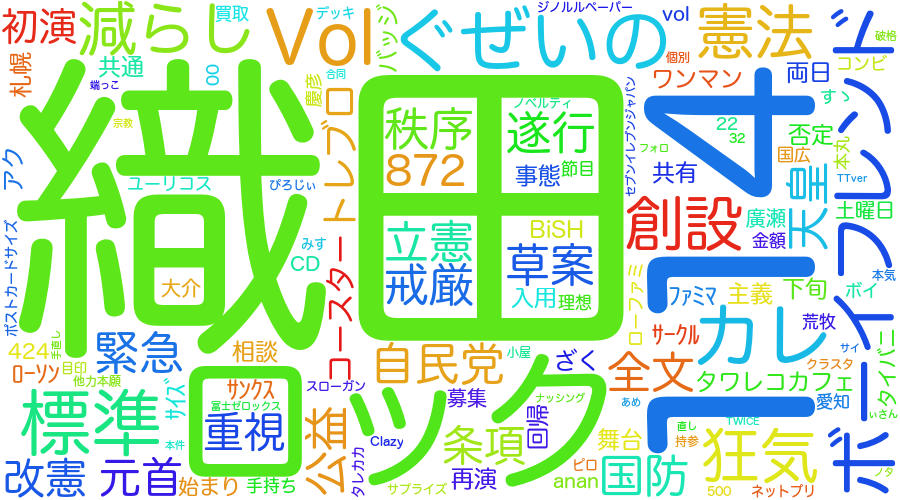 初演
減らし
買取
Vol
デッキ
バッジ
ぐぜいの
ジノルルペーパー
vol
憲法
ボーイフレンド
破格
コンビ
個別
ワンマン
両日
すゝ
札幌
共通
端っこ
00
慶彦
合同
トレブロ
宗教
織田
秩序
872
ノベルティ
遂行
事態
節目
セブンイレブンジャパン
フォロ
共有
4
22
32
否定
国広
本丸
TTver
アク
ユーリコス
ぴろじぃ
立憲
戒厳
BiSH
草案
入用
理想
創設
廣瀬
金額
天皇
土曜日
ポストカードサイズ
大介
みす
CD
コースター
ローファミ
11
ファミマ
主義
下旬
ボイ
本気
荒牧
424
手直し
緊急
相談
自民党
小屋
ざく
サークル
カレ
サイ
クラスタ
タイバニ
ローソン
目印
他力本願
サイズ
サンクス
富士ゼロックス
重視
スローガン
ック
募集
ナッシング
全文
タワレコカフェ
愛知
ぃさん
標準
本件
公益
Clazy
条項
回帰
あめ
舞台
直し
持参
TWICE
狂気
改憲
元首
始まり
手持ち
タレカカ
サプライズ
再演
ピロ
anan
国防
500
ネットプリ
ノタ